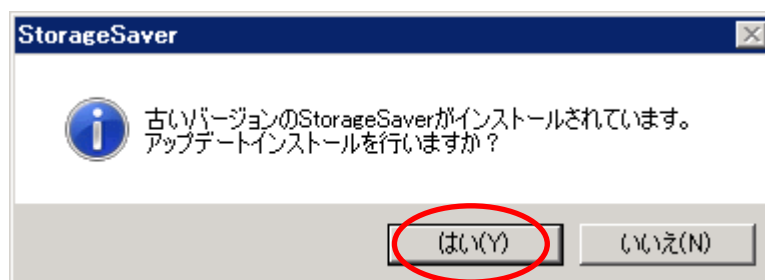 StorageSaver
古いバージョンのStorageSaverがインストールされています。
アップデートインストールを行いますか？
はい(Y)
いいえ(N)